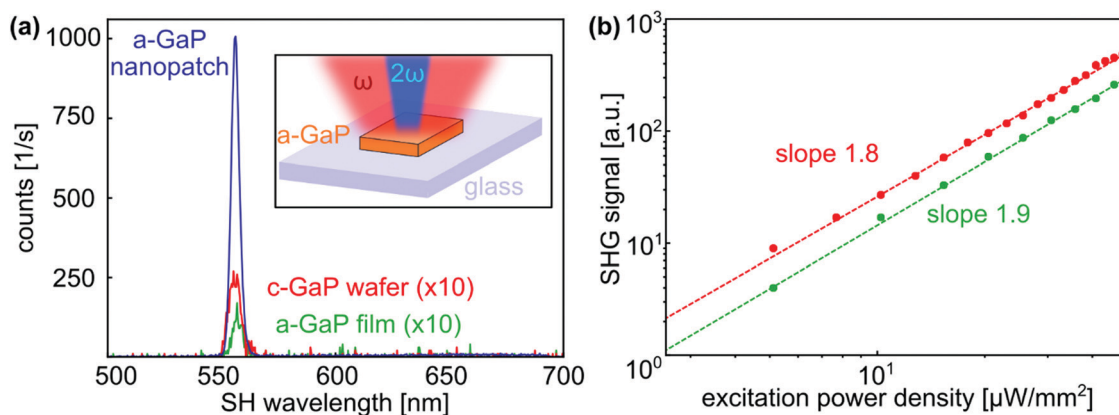 (a)
a-GaP
nanopatch
1000
750
500
250
counts [1/s]
ω
2ω
a-GaP
glass
c-GaP wafer (x10)
a-GaP film (x10)
500
550
600
650
700
SH wavelength [nm]
(b)
10³
10²
10¹
10⁰
SHG signal [a.u.]
slope 1.8
slope 1.9
10¹
excitation power density [µW/mm²]